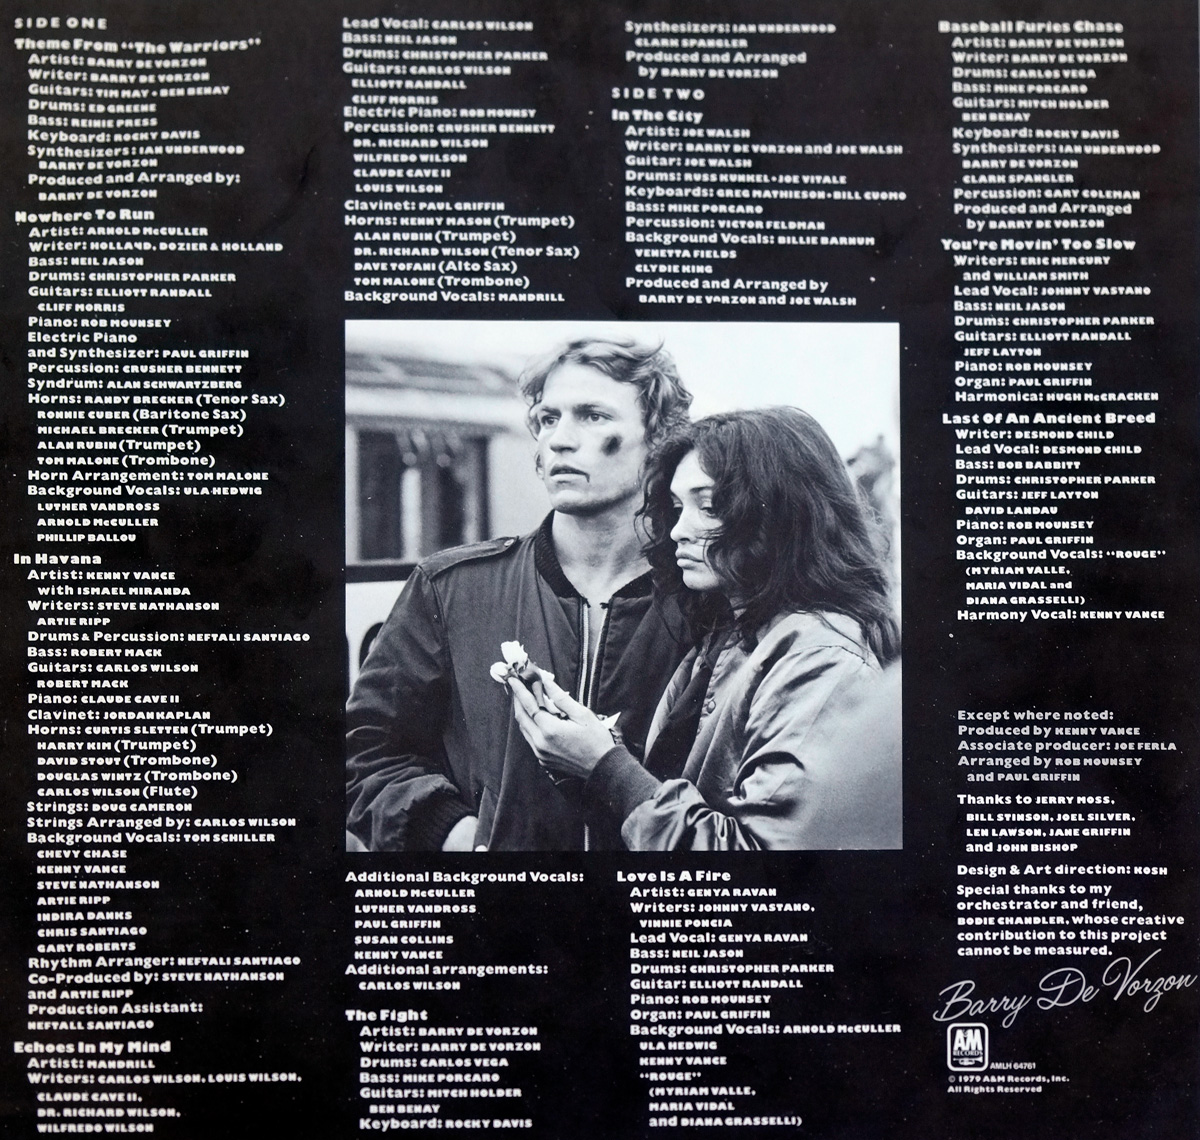 SIDE ONE
Theme From "The Warriors"
Artist: BARRY DE VORZON
Writer: BARRY DE VORZON
Guitars: TIM MAY • BEN BENAY
Drums: ED GREENE
Bass: REINIE PRESS
Keyboard: ROCKY DAVIS
Synthesizers: IAN UNDERWOOD
BARRY DE VORZON
Produced and Arranged by:
BARRY DE VORZON
Nowhere To Run
Artist: ARNOLD McCULLER
Writer: HOLLAND, DOZIER & HOLLAND
Bass: NEIL JASON
Drums: CHRISTOPHER PARKER
Guitars: ELLIOTT RANDALL
CLIFF MORRIS
Piano: ROB MOUNSEY
Electric Piano
and Synthesizer: PAUL GRIFFIN
Percussion: CRUSHER BENNETT
Syndrum: ALAN SCHWARTZBERG
Horns: RANDY BRECKER (Tenor Sax)
RONNIE CUBER (Baritone Sax)
MICHAEL BRECKER (Trumpet)
ALAN RUBIN (Trumpet)
TOM MALONE (Trombone)
Horn Arrangement: TOM MALONE
Background Vocals: ULA HEDWIG
LUTHER VANDROSS
ARNOLD McCULLER
PHILLIP BALLOU
In Havana
Artist: KENNY VANCE
with ISMAEL MIRANDA
Writers: STEVE NATHANSON
ARTIE RIPP
Drums & Percussion: NEFTALI SANTIAGO
Bass: ROBERT MACK
Guitars: CARLOS WILSON
ROBERT MACK
Piano: CLAUDE CAVE II
Clavinet: JORDAN KAPLAN
Horns: CURTIS SLETTEN (Trumpet)
HARRY KIM (Trumpet)
DAVID STOUT (Trombone)
DOUGLAS WINTZ (Trombone)
CARLOS WILSON (Flute)
Strings: DOUG CAMERON
Strings Arranged by: CARLOS WILSON
Background Vocals: TOM SCHILLER
CHEVY CHASE
KENNY VANCE
STEVE NATHANSON
ARTIE RIPP
INDIRA DANKS
CHRIS SANTIAGO
GARY ROBERTS
Rhythm Arranger: NEFTALI SANTIAGO
Co-Produced by: STEVE NATHANSON
and ARTIE RIPP
Production Assistant:
NEFTALL SANTIAGO
Echoes In My Mind
Artist: MANDRILL
Writers: CARLOS WILSON, LOUIS WILSON,
CLAUDE CAVE II,
DR. RICHARD WILSON,
WILFREDO WILSON
Lead Vocal: CARLOS WILSON
Bass: NEIL JASON
Drums: CHRISTOPHER PARKER
Guitars: CARLOS WILSON
ELLIOTT RANDALL
CLIFF MORRIS
Electric Piano: ROB MOUNSY
Percussion: CRUSHER BENNETT
DR. RICHARD WILSON
WILFREDO WILSON
CLAUDE CAVE II
LOUIS WILSON
Clavinet: PAUL GRIFFIN
Horns: KENNY MASON (Trumpet)
ALAN RUBIN (Trumpet)
DR. RICHARD WILSON (Tenor Sax)
DAVE TOFANI (Alto Sax)
TOM MALONE (Trombone)
Background Vocals: MANDRILL
Additional Background Vocals:
ARNOLD McCULLER
LUTHER VANDROSS
PAUL GRIFFIN
SUSAN COLLINS
KENNY VANCE
Additional arrangements:
CARLOS WILSON
The Fight
Artist: BARRY DE VORZON
Writer: BARRY DE VORZON
Drums: CARLOS VEGA
Bass: MIKE PORCARO
Guitars: MITCH HOLDER
BEN BENAY
Keyboard: ROCKY DAVIS
Synthesizers: IAN UNDERWOOD
CLARK SPANGLER
Produced and Arranged
by BARRY DE VORZON
SIDE TWO
In The City
Artist: JOE WALSH
Writer: BARRY DE VORZON and JOE WALSH
Guitar: JOE WALSH
Drums: RUSS KUNKEL • JOE VITALE
Keyboards: GREG MATHIESON • BILL CUOMO
Bass: MIKE PORCARO
Percussion: VICTOR FELDMAN
Background Vocals: BILLIE BARNUM
VENETTA FIELDS
CLYDIE KING
Produced and Arranged by
BARRY DE VORZON and JOE WALSH
Love Is A Fire
Artist: GENYA RAVAN
Writers: JOHNNY VASTANO,
VINNIE PONCIA
Lead Vocal: GENYA RAVAN
Bass: NEIL JASON
Drums: CHRISTOPHER PARKER
Guitar: ELLIOTT RANDALL
Piano: ROB MOUNSEY
Organ: PAUL GRIFFIN
Background Vocals: ARNOLD McCULLER
ULA HEDWIG
KENNY VANCE
"ROUGE"
(MYRIAM VALLE,
MARIA VIDAL
and DIANA GRASSELLI)
Baseball Furies Chase
Artist: BARRY DE VORZON
Writer: BARRY DE VORZON
Drums: CARLOS VEGA
Bass: MIKE PORCARO
Guitars: MITCH HOLDER
BEN BENAY
Keyboard: ROCKY DAVIS
Synthesizers: IAN UNDERWOOD
BARRY DE VORZON
CLARK SPANGLER
Percussion: GARY COLEMAN
Produced and Arranged
by BARRY DE VORZON
You're Movin' Too Slow
Writers: ERIC MERCURY
and WILLIAM SMITH
Lead Vocal: JOHNNY VASTANO
Bass: NEIL JASON
Drums: CHRISTOPHER PARKER
Guitars: ELLIOTT RANDALL
JEFF LAYTON
Piano: ROB MOUNSEY
Organ: PAUL GRIFFIN
Harmonica: HUGH McCRACKEN
Last Of An Ancient Breed
Writer: DESMOND CHILD
Lead Vocal: DESMOND CHILD
Bass: BOB BABBITT
Drums: CHRISTOPHER PARKER
Guitars: JEFF LAYTON
DAVID LANDAU
Piano: ROB MOUNSEY
Organ: PAUL GRIFFIN
Background Vocals: "ROUGE"
(MYRIAM VALLE,
MARIA VIDAL and
DIANA GRASSELLI)
Harmony Vocal: KENNY VANCE
Except where noted:
Produced by KENNY VANCE
Associate producer: JOE FERLA
Arranged by ROB MOUNSEY
and PAUL GRIFFIN
Thanks to JERRY MOSS,
BILL STINSON, JOEL SILVER,
LEN LAWSON, JANE GRIFFIN
and JOHN BISHOP
Design & Art direction: KOSH
Special thanks to my
orchestrator and friend,
BODIE CHANDLER, whose creative
contribution to this project
cannot be measured.
Barry De Vorzon
A&M
RECORDS
AMLH 64761
© 1979 A&M Records, Inc.
All Rights Reserved